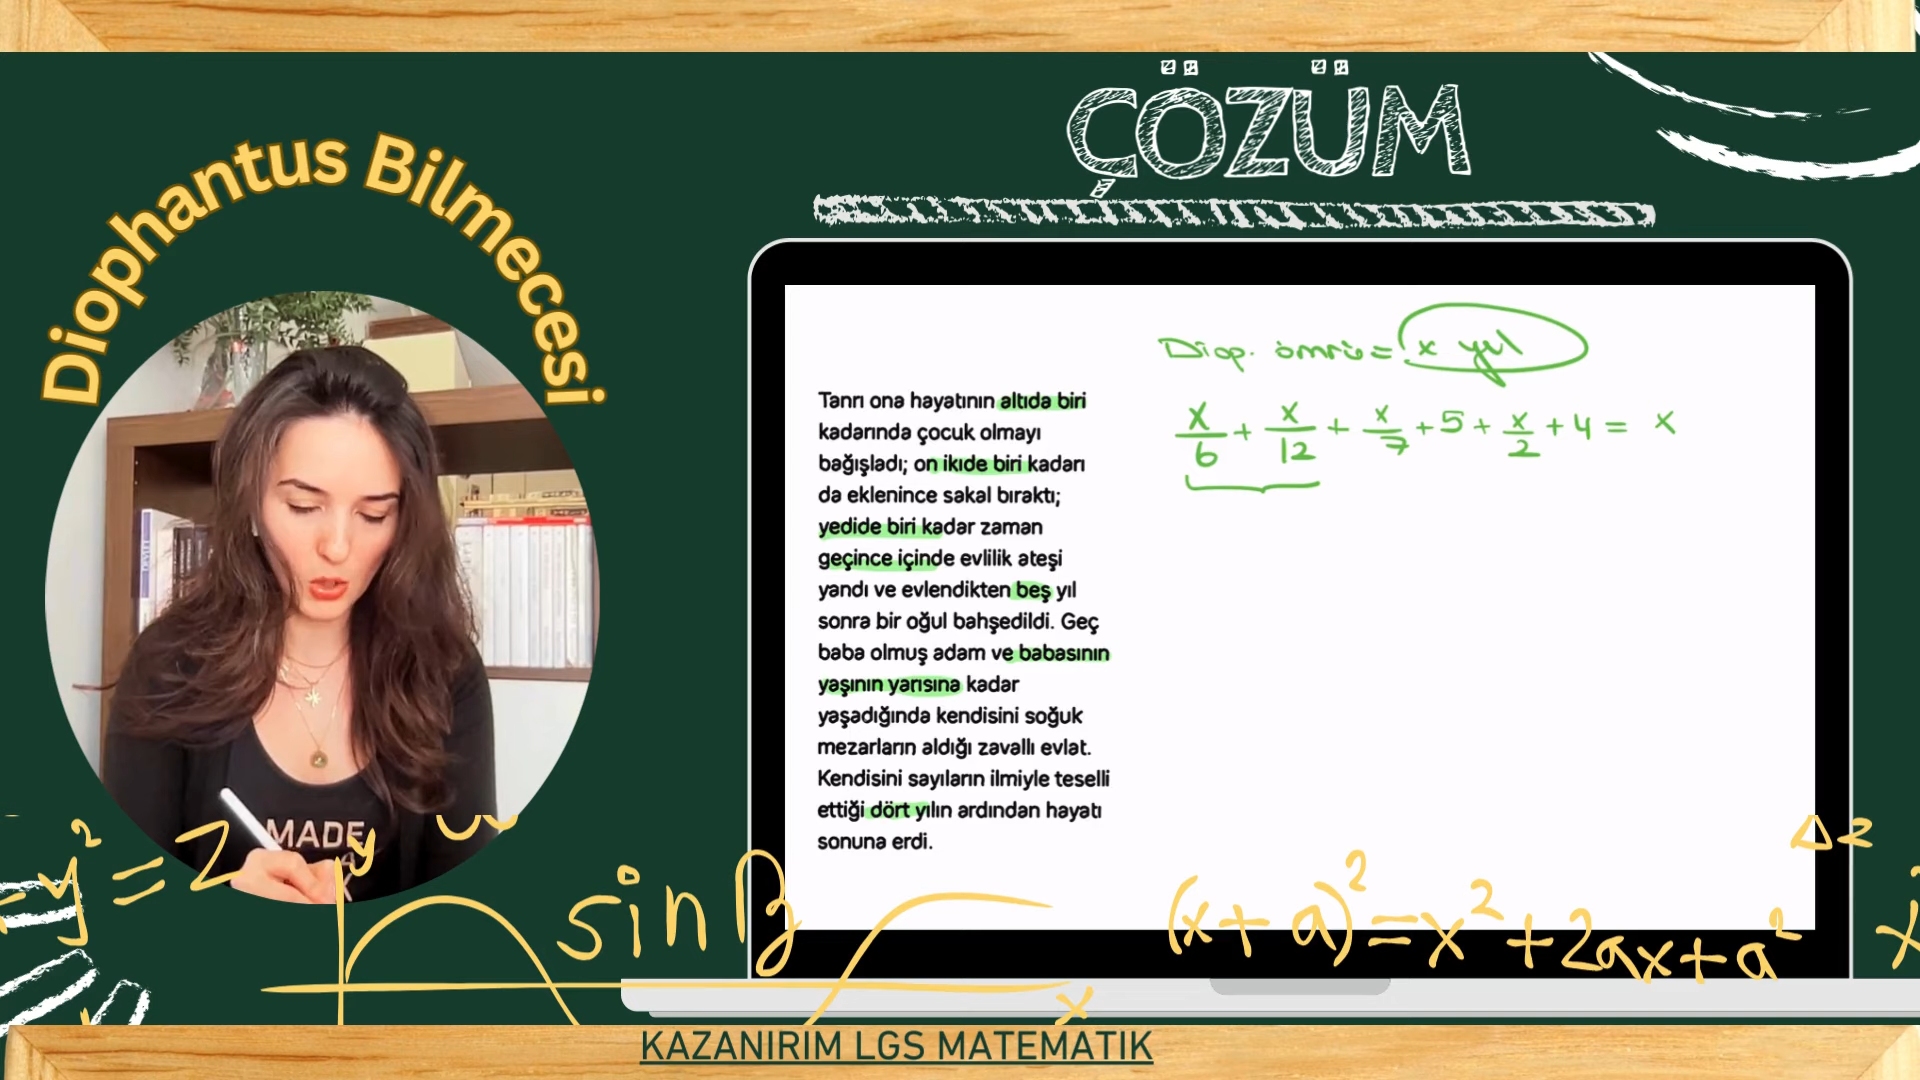 Diophantus Bilmecesi
ÇÖZÜM
Diop. ömrü = x yıl
x/6 + x/12 + x/7 + 5 + x/2 + 4 = x
Tanrı ona hayatının altıda biri
kadarında çocuk olmayı
bağışladı; on ikide biri kadarı
da eklenince sakal bıraktı;
yedide biri kadar zaman
geçince içinde evlilik ateşi
yandı ve evlendikten beş yıl
sonra bir oğul bahşedildi. Geç
baba olmuş adam ve babasının
yaşının yarısına kadar
yaşadığında kendisini soğuk
mezarların aldığı zavallı evlat.
Kendisini sayıların ilmiyle teselli
ettiği dört yılın ardından hayatı
sonuna erdi.
MADE
-y² = 2
y
sin β
x
(x+a)² = x² + 2ax + a²
Δz
KAZANIRIM LGS MATEMATİK